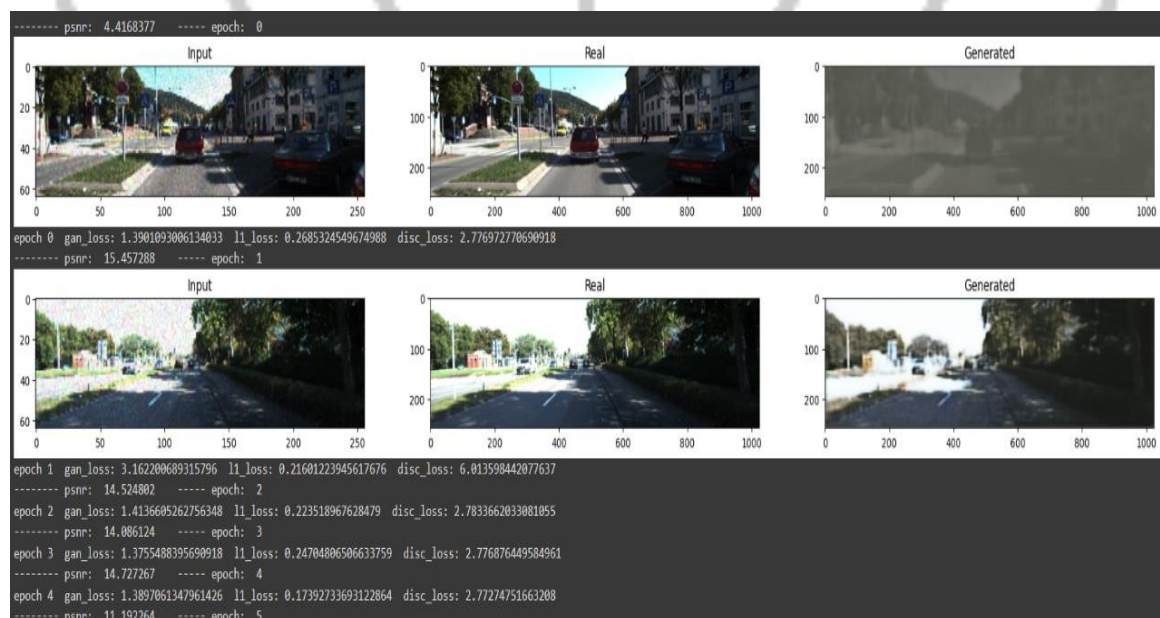 -------- psnr:  4.4168377    ----- epoch:  0
Input Real Generated
0 0 0
20 100 100
40 200 200
60
0 50 100 150 200 250 0 200 400 600 800 1000 0 200 400 600 800 1000
epoch 0  gan_loss: 1.3901093006134033  l1_loss: 0.2685324549674988  disc_loss: 2.776972770690918
-------- psnr:  15.457288    ----- epoch:  1
Input Real Generated
0 0 0
20 100 100
40 200 200
60
0 50 100 150 200 250 0 200 400 600 800 1000 0 200 400 600 800 1000
epoch 1  gan_loss: 3.162200689315796  l1_loss: 0.21601223945617676  disc_loss: 6.013598442077637
-------- psnr:  14.524802    ----- epoch:  2
epoch 2  gan_loss: 1.4136605262756348  l1_loss: 0.223518967628479  disc_loss: 2.7833662033081055
-------- psnr:  14.086124    ----- epoch:  3
epoch 3  gan_loss: 1.3755488395690918  l1_loss: 0.24704806506633759  disc_loss: 2.776876449584961
-------- psnr:  14.727267    ----- epoch:  4
epoch 4  gan_loss: 1.3897061347961426  l1_loss: 0.17392733693122864  disc_loss: 2.77274751663208
-------- psnr:  11.192264    ----- epoch:  5